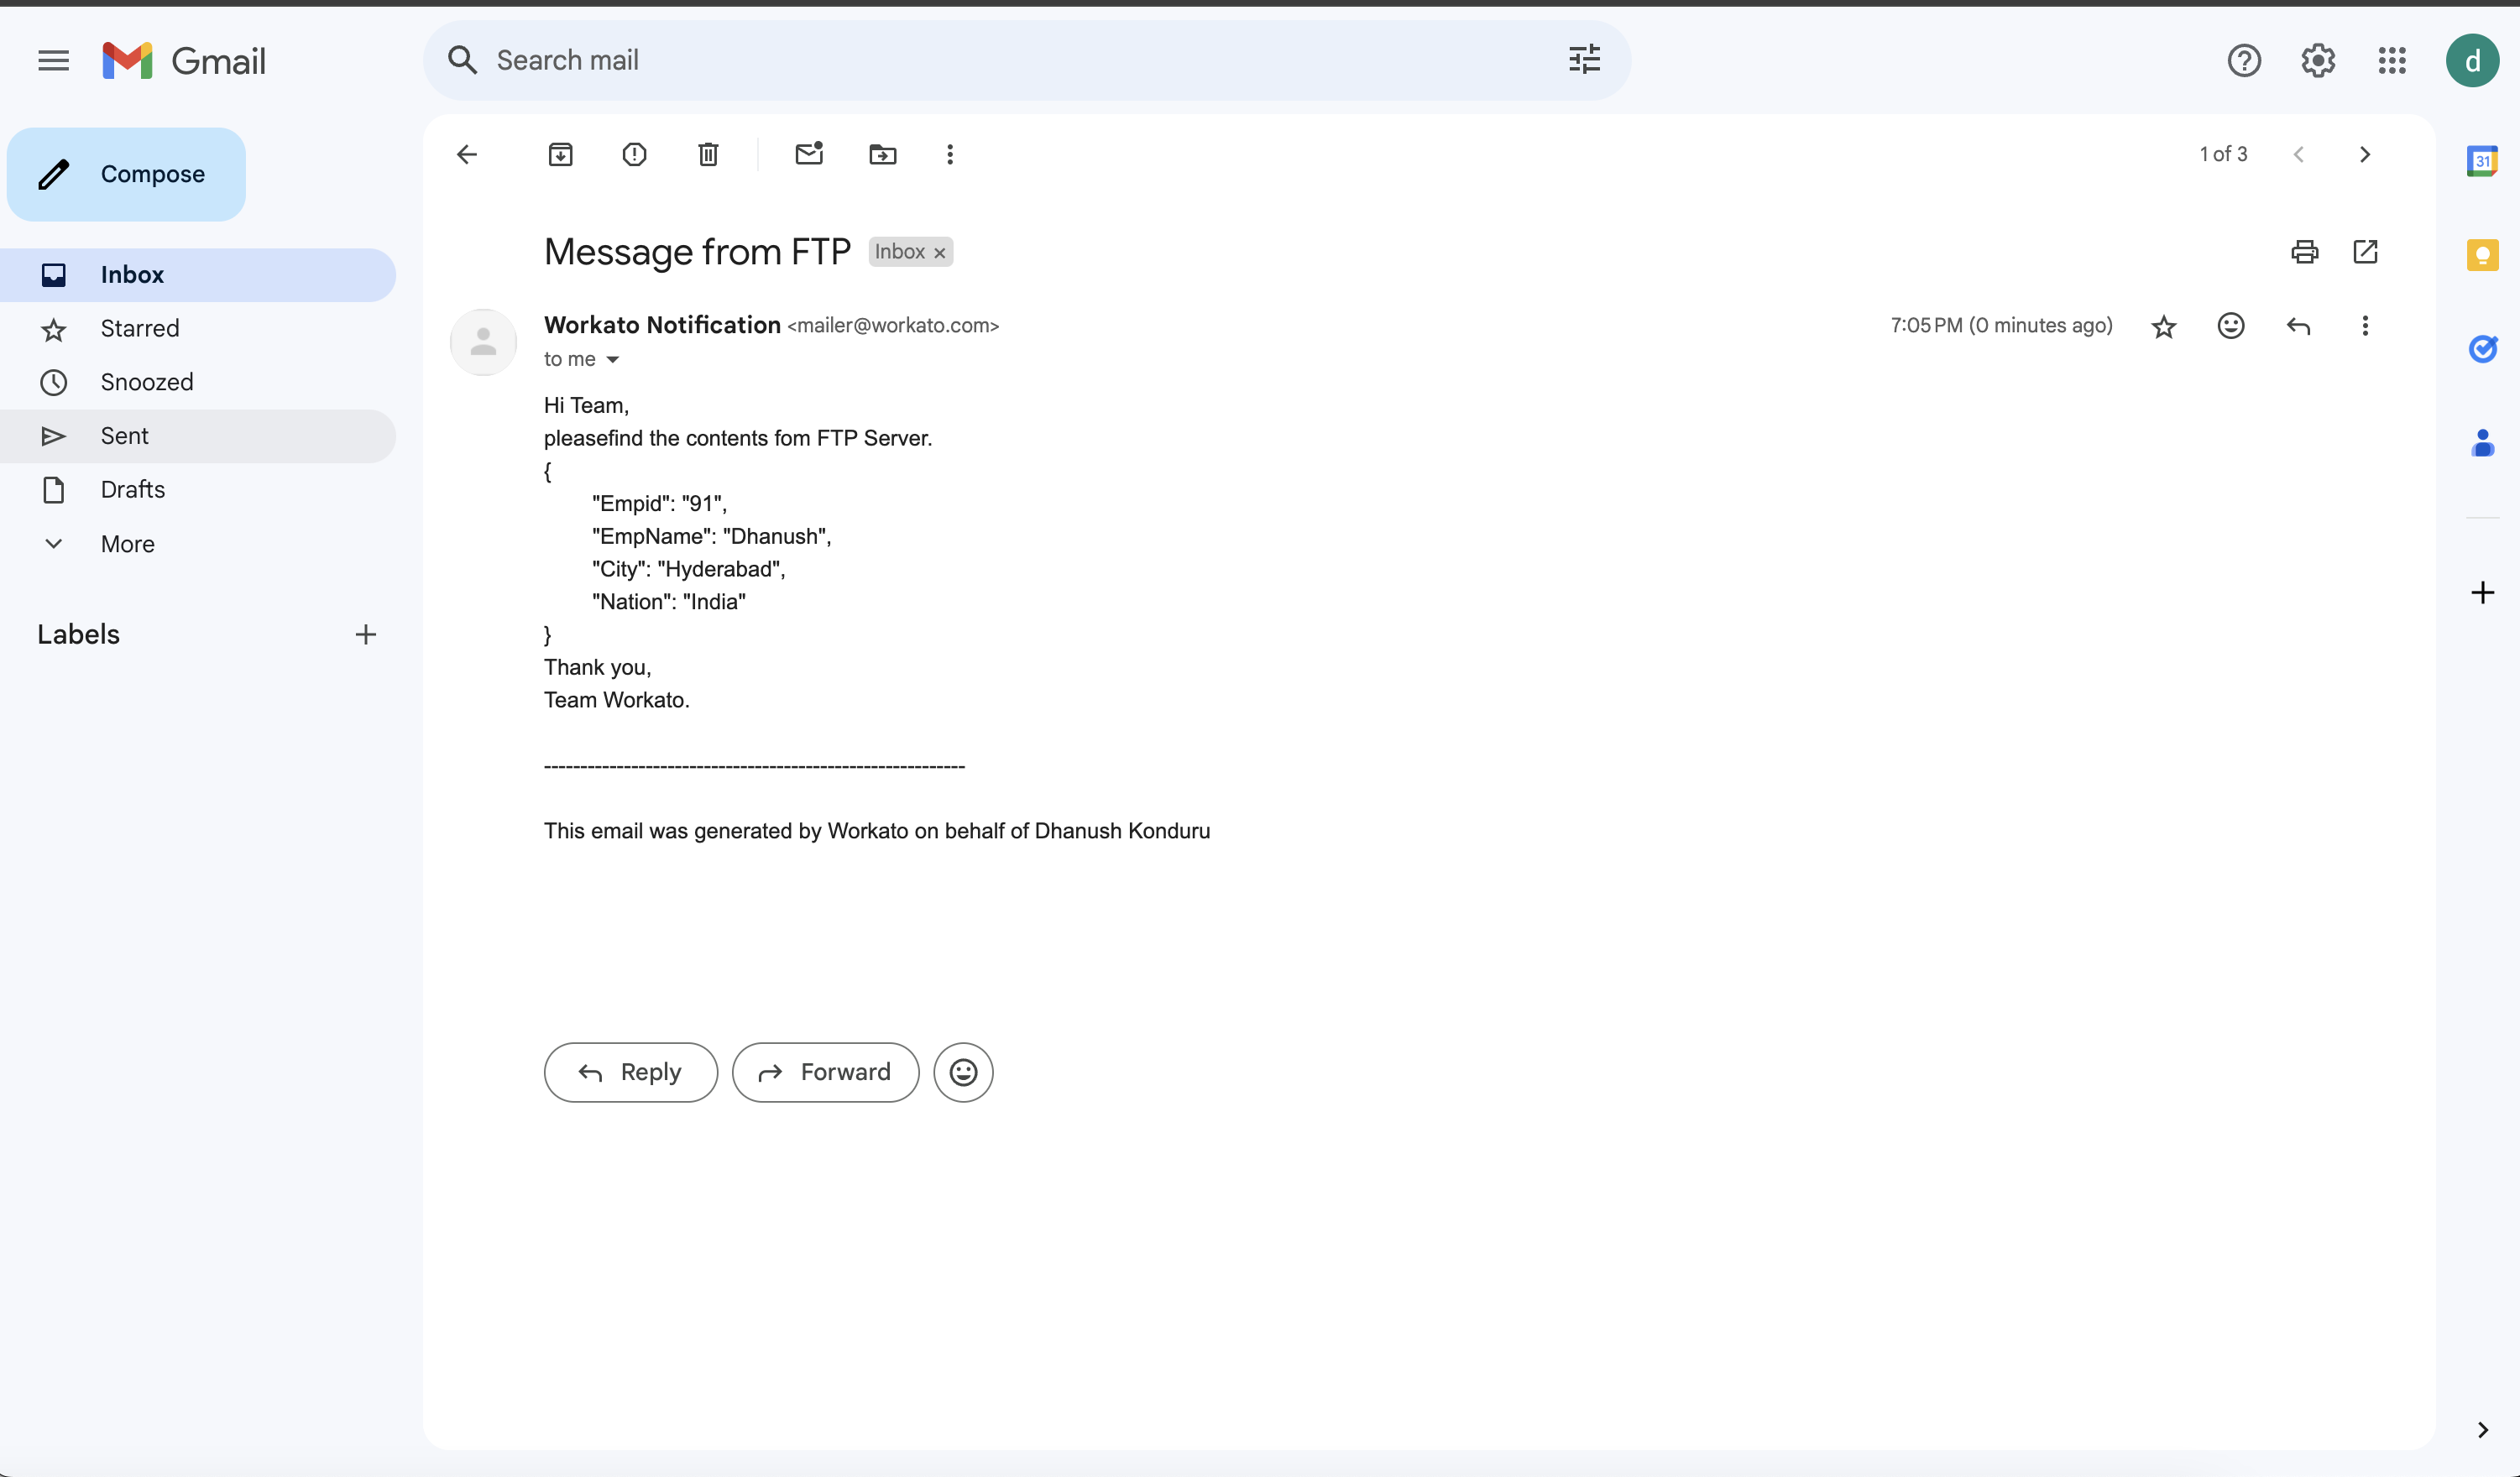 Gmail
Search mail
d
Compose
1 of 3
31
Message from FTP
Inbox ×
Inbox
Workato Notification <mailer@workato.com>
7:05 PM (0 minutes ago)
Starred
to me
Snoozed
Hi Team,
Sent
pleasefind the contents fom FTP Server.
{
Drafts
"Empid": "91",
More
"EmpName": "Dhanush",
"City": "Hyderabad",
"Nation": "India"
Labels
}
Thank you,
Team Workato.
----------------------------------------------------------
This email was generated by Workato on behalf of Dhanush Konduru
Reply
Forward